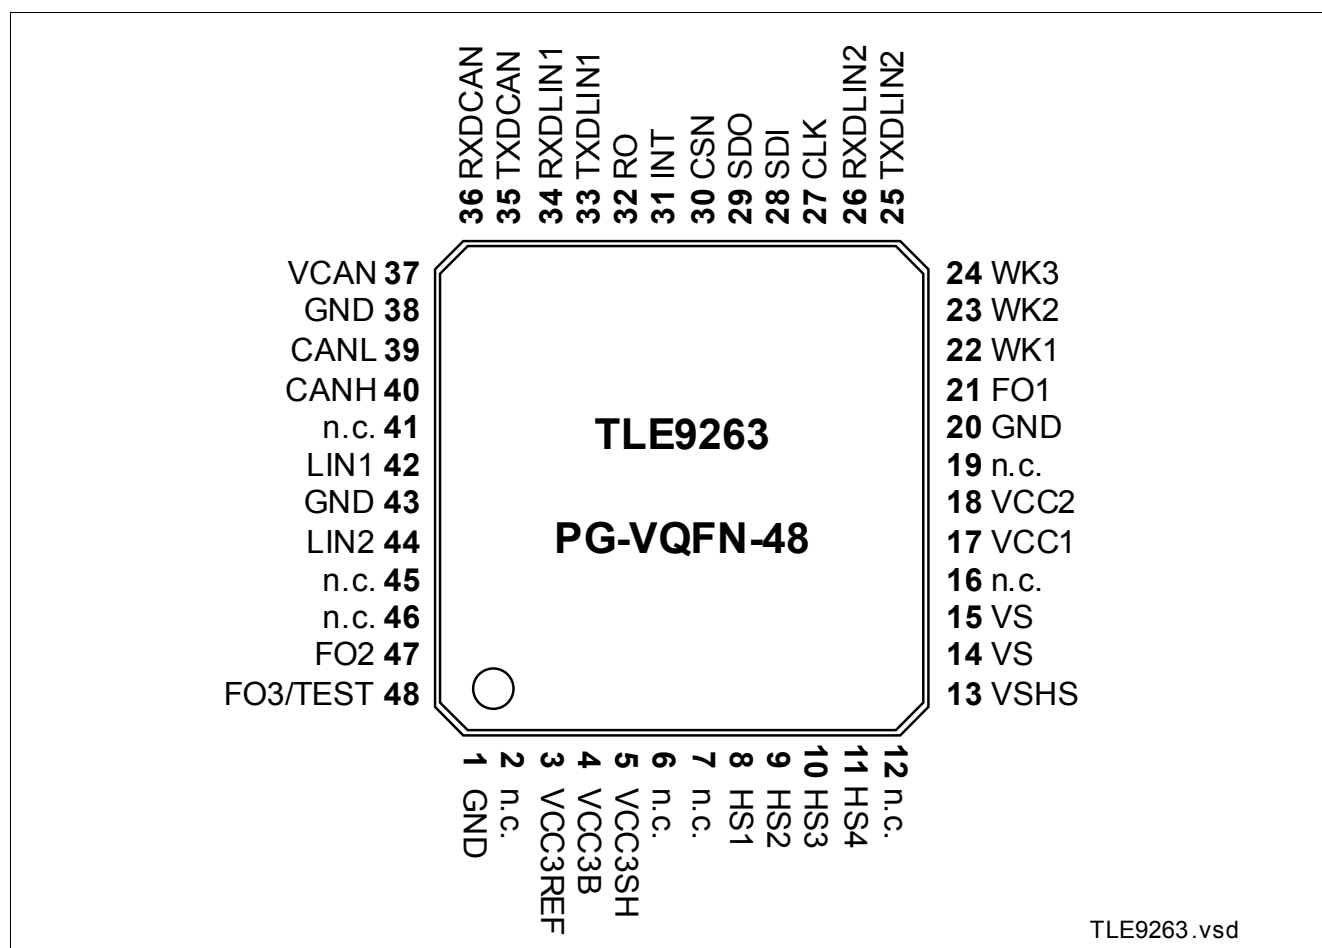 36 RXDCAN
35 TXDCAN
34 RXDLIN1
33 TXDLIN1
32 RO
31 INT
30 CSN
29 SDO
28 SDI
27 CLK
26 RXDLIN2
25 TXDLIN2
VCAN 37
GND 38
CANL 39
CANH 40
n.c. 41
LIN1 42
GND 43
LIN2 44
n.c. 45
n.c. 46
FO2 47
FO3/TEST 48
TLE9263
PG-VQFN-48
24 WK3
23 WK2
22 WK1
21 FO1
20 GND
19 n.c.
18 VCC2
17 VCC1
16 n.c.
15 VS
14 VS
13 VSHS
1 GND
2 n.c.
3 VCC3REF
4 VCC3B
5 VCC3SH
6 n.c.
7 n.c.
8 HS1
9 HS2
10 HS3
11 HS4
12 n.c.
TLE9263.vsd